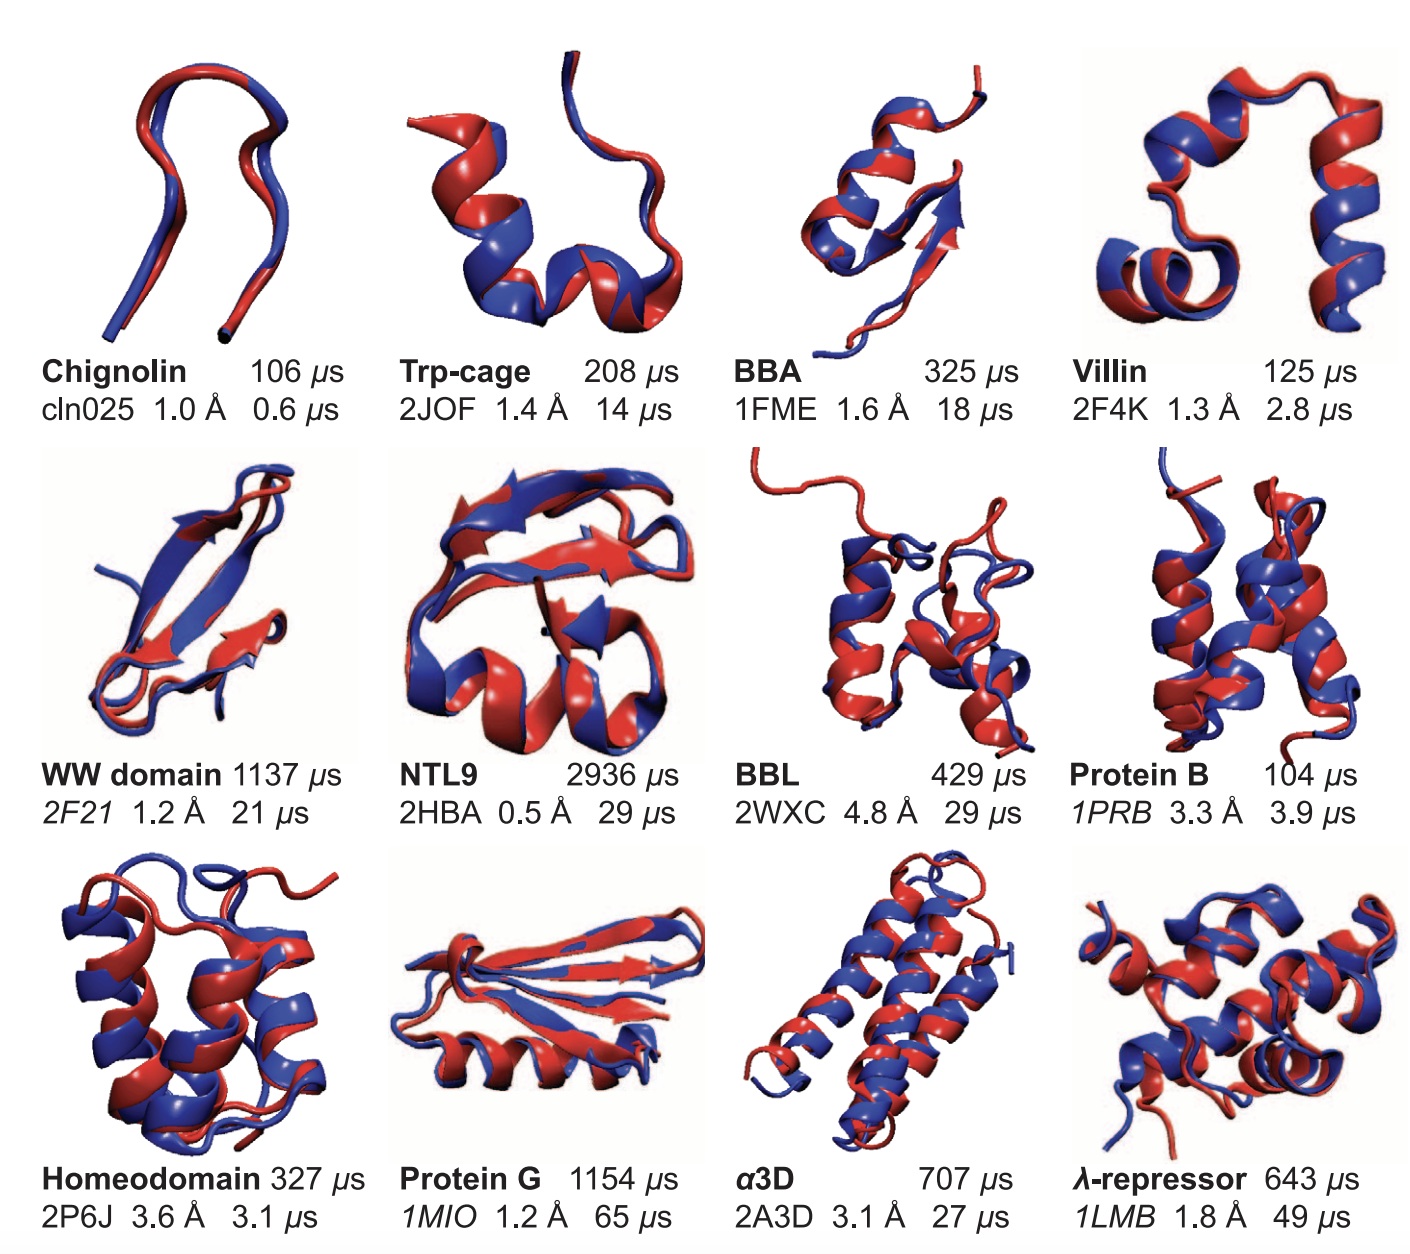 Chignolin 106 µs
cln025 1.0 Å 0.6 µs
Trp-cage 208 µs
2JOF 1.4 Å 14 µs
BBA 325 µs
1FME 1.6 Å 18 µs
Villin 125 µs
2F4K 1.3 Å 2.8 µs
WW domain 1137 µs
2F21 1.2 Å 21 µs
NTL9 2936 µs
2HBA 0.5 Å 29 µs
BBL 429 µs
2WXC 4.8 Å 29 µs
Protein B 104 µs
1PRB 3.3 Å 3.9 µs
Homeodomain 327 µs
2P6J 3.6 Å 3.1 µs
Protein G 1154 µs
1MIO 1.2 Å 65 µs
α3D 707 µs
2A3D 3.1 Å 27 µs
λ-repressor 643 µs
1LMB 1.8 Å 49 µs